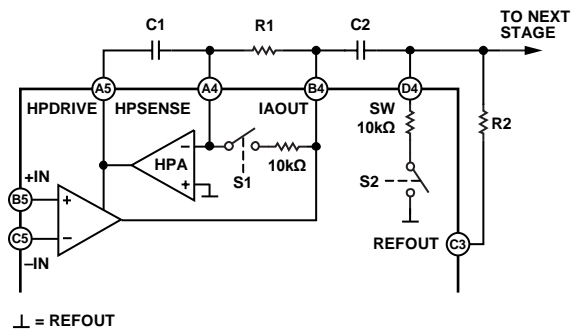 C1
R1
C2
TO NEXT
STAGE
A5
A4
B4
D4
HPDRIVE
HPSENSE
IAOUT
SW
10kΩ
R2
HPA
−
+
10kΩ
S1
S2
+IN
B5
+
C5
−
–IN
REFOUT
C3
⊥ = REFOUT